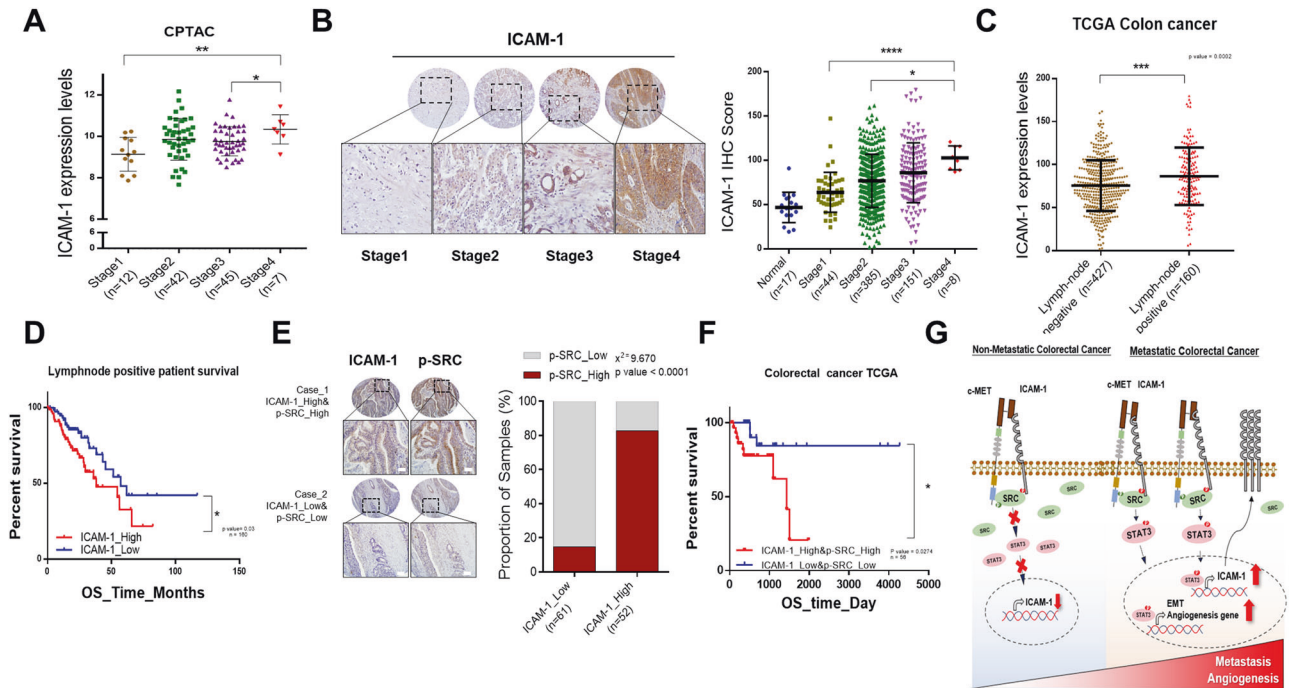 A
CPTAC
**
*
ICAM-1 expression levels
12
10
8
6
6
0
Stage1
(n=12)
Stage2
(n=42)
Stage3
(n=45)
Stage4
(n=7)
B
ICAM-1
Stage1
Stage2
Stage3
Stage4
ICAM-1 IHC Score
****
*
200
150
100
50
0
Normal
(n=17)
Stage1
(n=44)
Stage2
(n=385)
Stage3
(n=151)
Stage4
(n=8)
C
TCGA Colon cancer
p value = 0.0002
***
ICAM-1 expression levels
200
150
100
50
0
Lymph-node
negative (n=427)
Lymph-node
positive (n=160)
D
Lymphnode positive patient survival
Percent survival
100
50
0
ICAM-1_High
ICAM-1_Low
*
p value= 0.03
n = 160
0
50
100
150
OS_Time_Months
E
ICAM-1
p-SRC
Case_1
ICAM-1_High&
p-SRC_High
Case_2
ICAM-1_Low&
p-SRC_Low
p-SRC_Low
p-SRC_High
x²= 9.670
p value < 0.0001
Proportion of Samples (%)
100
80
60
40
20
0
ICAM-1_Low
(n=61)
ICAM-1_High
(n=52)
F
Colorectal cancer TCGA
Percent survival
100
50
0
*
ICAM-1_High&p-SRC_High
ICAM-1_Low&p-SRC_Low
P value = 0.0274
n = 56
0
1000
2000
3000
4000
5000
OS_time_Day
G
Non-Metastatic Colorectal Cancer
Metastatic Colorectal Cancer
c-MET
ICAM-1
c-MET
ICAM-1
SRC
SRC
SRC
SRC
SRC
SRC
SRC
STAT3
STAT3
STAT3
STAT3
STAT3
STAT3
ICAM-1
ICAM-1
STAT3
EMT
Angiogenesis gene
Metastasis
Angiogenesis